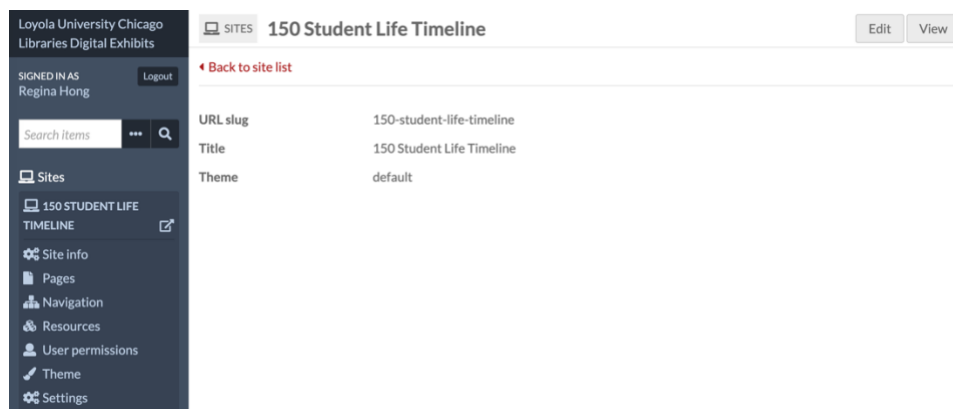 Loyola University Chicago
Libraries Digital Exhibits
SIGNED IN AS
Logout
Regina Hong
Search items
Sites
150 STUDENT LIFE
TIMELINE
Site info
Pages
Navigation
Resources
User permissions
Theme
Settings
SITES 150 Student Life Timeline
Edit View
Back to site list
URL slug 150-student-life-timeline
Title 150 Student Life Timeline
Theme default